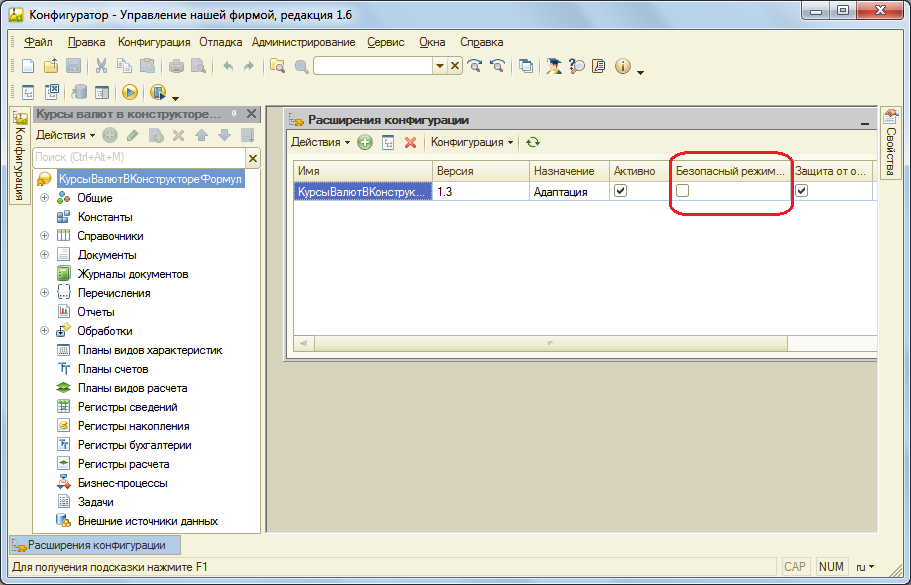 Конфигуратор - Управление нашей фирмой, редакция 1.6
Файл Правка Конфигурация Отладка Администрирование Сервис Окна Справка
Курсы валют в конструкторе...
Действия
Поиск (Ctrl+Alt+M)
КурсыВалютВКонструктореФормул
Общие
Константы
Справочники
Документы
Журналы документов
Перечисления
Отчеты
Обработки
Планы видов характеристик
Планы счетов
Планы видов расчета
Регистры сведений
Регистры накопления
Регистры бухгалтерии
Регистры расчета
Бизнес-процессы
Задачи
Внешние источники данных
Конфигурация
Расширения конфигурации
Действия Конфигурация
Имя Версия Назначение Активно Безопасный режим... Защита от о...
КурсыВалютВКонструк... 1.3 Адаптация
Свойства
Расширения конфигурации
Для получения подсказки нажмите F1 CAP NUM ru